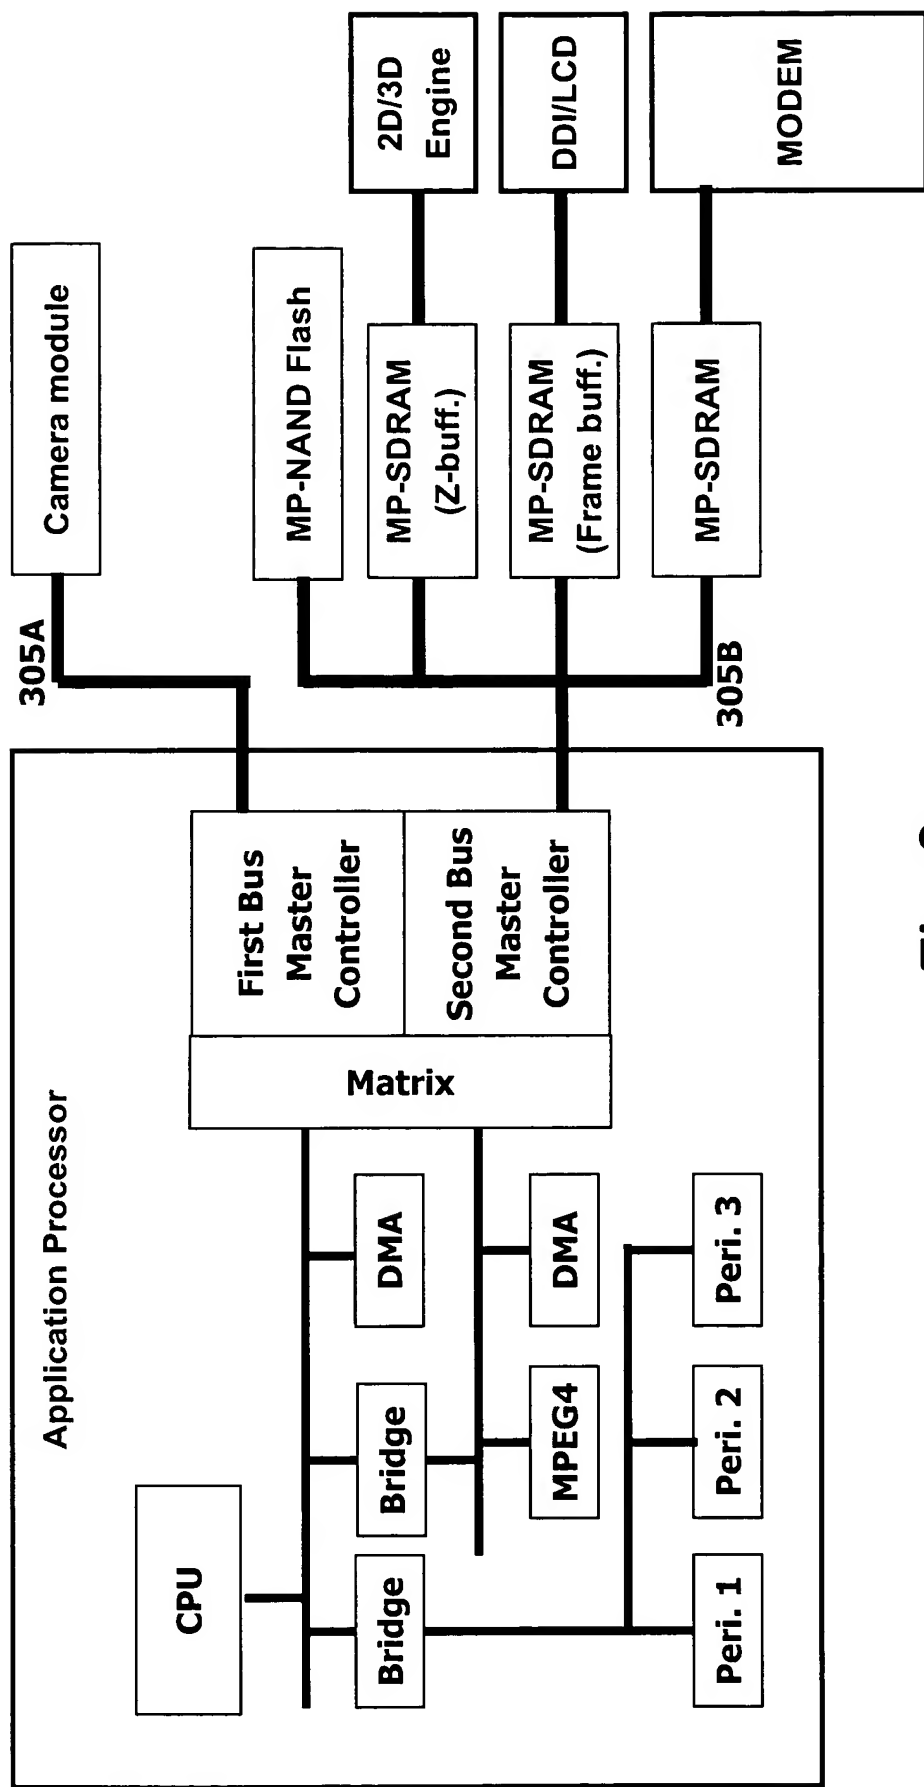 Application Processor
CPU
Bridge
Bridge
DMA
MPEG4
DMA
Peri. 1
Peri. 2
Peri. 3
Matrix
First Bus
Master
Controller
Second Bus
Master
Controller
305A
305B
Camera module
MP-NAND Flash
MP-SDRAM
(Z-buff.)
MP-SDRAM
(Frame buff.)
MP-SDRAM
2D/3D
Engine
DDI/LCD
MODEM